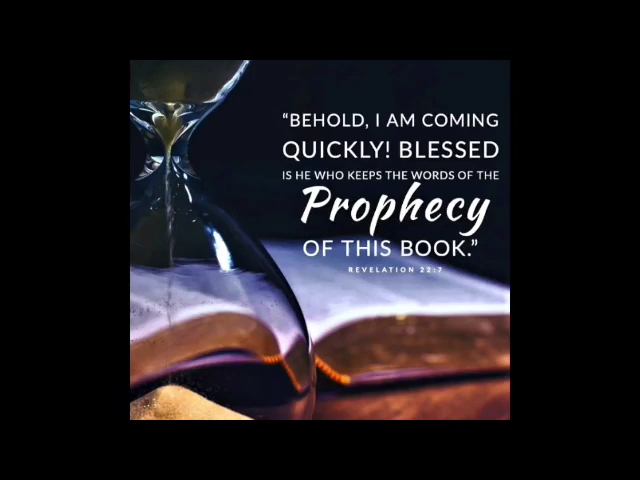 “BEHOLD, I AM COMING
QUICKLY! BLESSED
IS HE WHO KEEPS THE WORDS OF THE
Prophecy
OF THIS BOOK.”
REVELATION 22:7